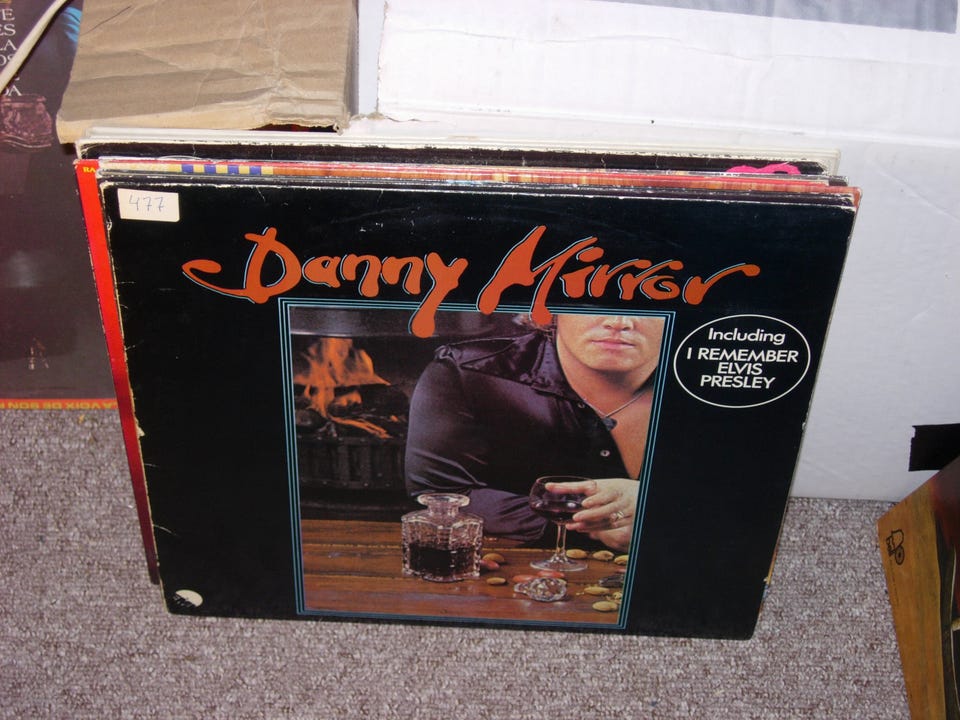 477
Danny Mirror
Including
I REMEMBER
ELVIS
PRESLEY